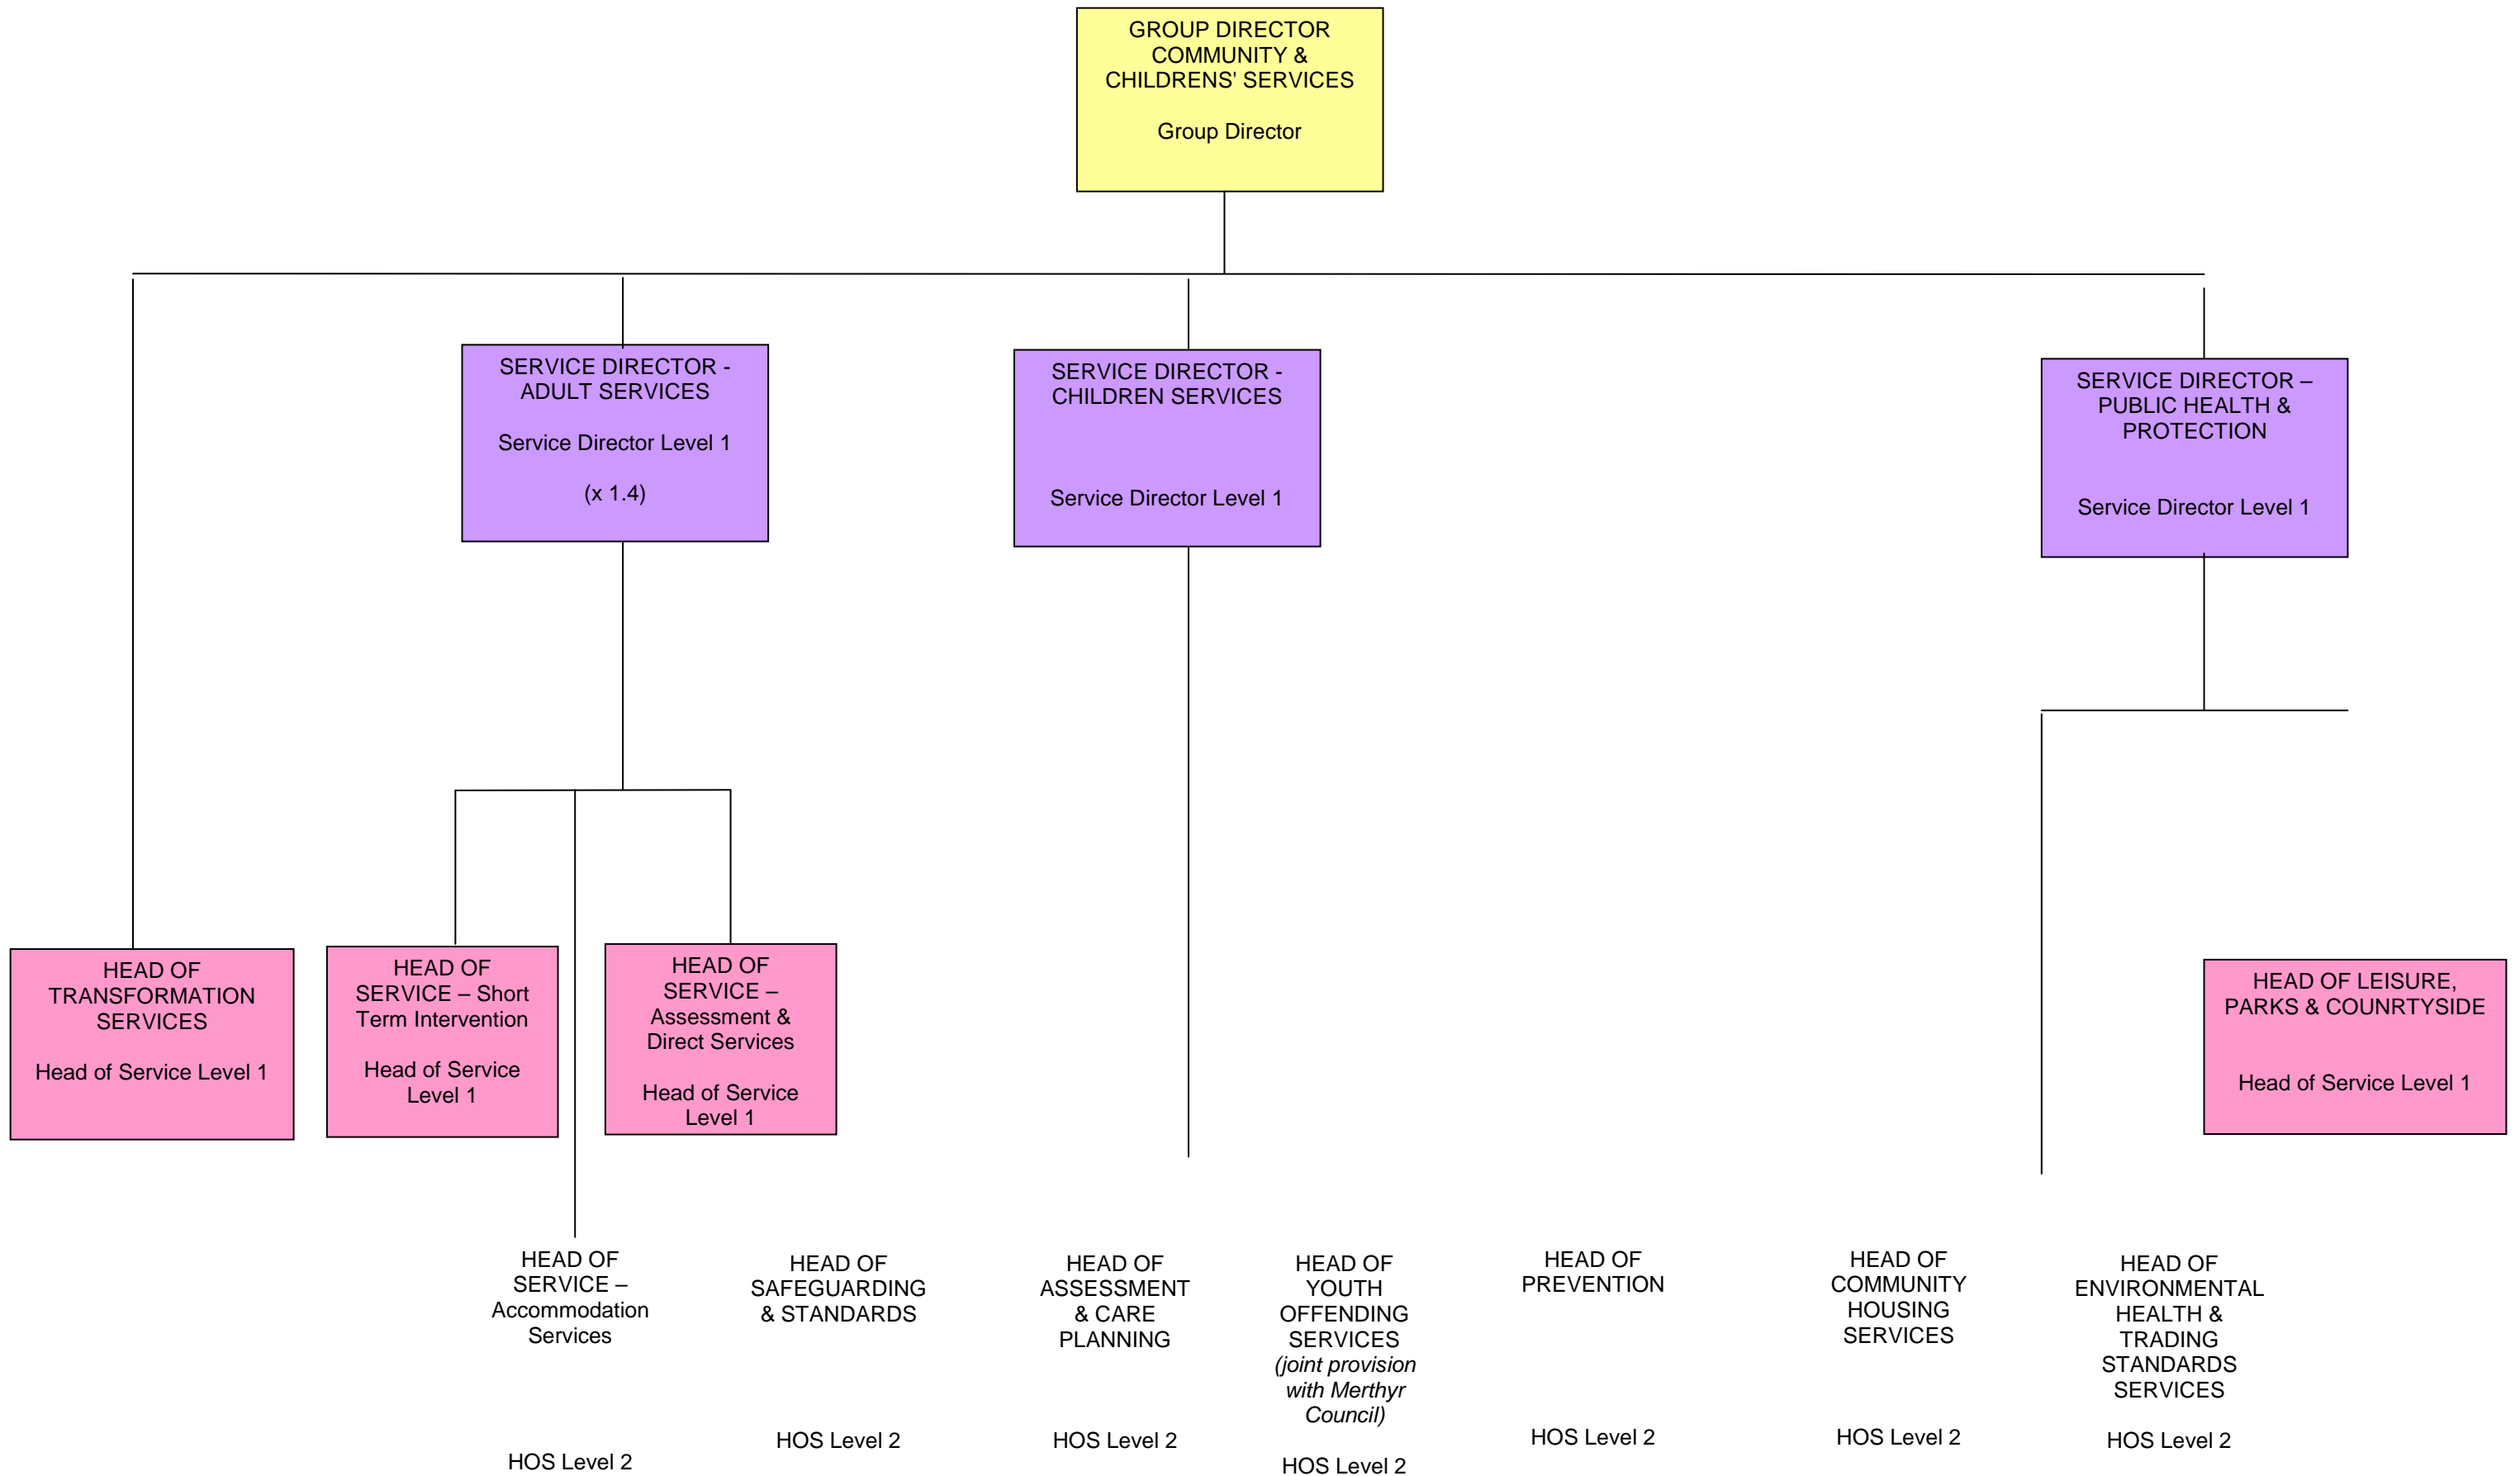 GROUP DIRECTOR
COMMUNITY &
CHILDRENS' SERVICES
Group Director
SERVICE DIRECTOR -
ADULT SERVICES
Service Director Level 1
(x 1.4)
SERVICE DIRECTOR -
CHILDREN SERVICES
Service Director Level 1
SERVICE DIRECTOR –
PUBLIC HEALTH &
PROTECTION
Service Director Level 1
HEAD OF
TRANSFORMATION
SERVICES
Head of Service Level 1
HEAD OF
SERVICE – Short
Term Intervention
Head of Service
Level 1
HEAD OF
SERVICE –
Assessment &
Direct Services
Head of Service
Level 1
HEAD OF LEISURE,
PARKS & COUNRTYSIDE
Head of Service Level 1
HEAD OF
SERVICE –
Accommodation
Services
HOS Level 2
HEAD OF
SAFEGUARDING
& STANDARDS
HOS Level 2
HEAD OF
ASSESSMENT
& CARE
PLANNING
HOS Level 2
HEAD OF
YOUTH
OFFENDING
SERVICES
(joint provision
with Merthyr
Council)
HOS Level 2
HEAD OF
PREVENTION
HOS Level 2
HEAD OF
COMMUNITY
HOUSING
SERVICES
HOS Level 2
HEAD OF
ENVIRONMENTAL
HEALTH &
TRADING
STANDARDS
SERVICES
HOS Level 2